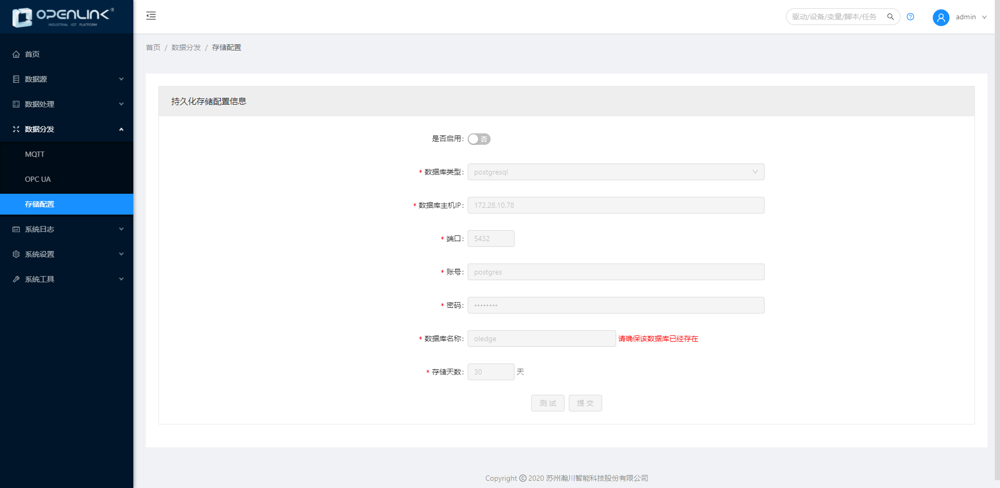 OPENLINK®
INDUSTRIAL IOT PLATFORM
驱动/设备/变量/脚本/任务
admin
首页 / 数据分发 / 存储配置
首页
数据源
数据处理
数据分发
MQTT
OPC UA
存储配置
系统日志
系统设置
系统工具
持久化存储配置信息
是否启用: 否
* 数据库类型: postgresql
* 数据库主机IP: 172.28.10.78
* 端口: 5432
* 账号: postgres
* 密码: ••••••••
* 数据库名称: oledge 请确保该数据库已经存在
* 存储天数: 30 天
测 试 提 交
Copyright © 2020 苏州瀚川智能科技股份有限公司